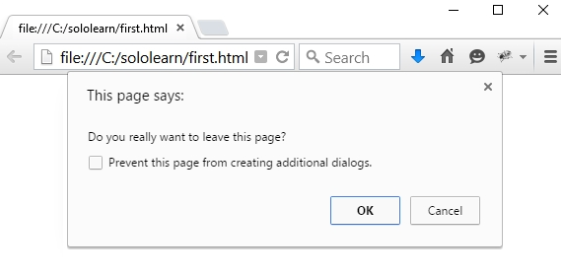 file:///C:/sololearn/first.html
file:///C:/sololearn/first.html Search
This page says:
Do you really want to leave this page?
Prevent this page from creating additional dialogs.
OK Cancel